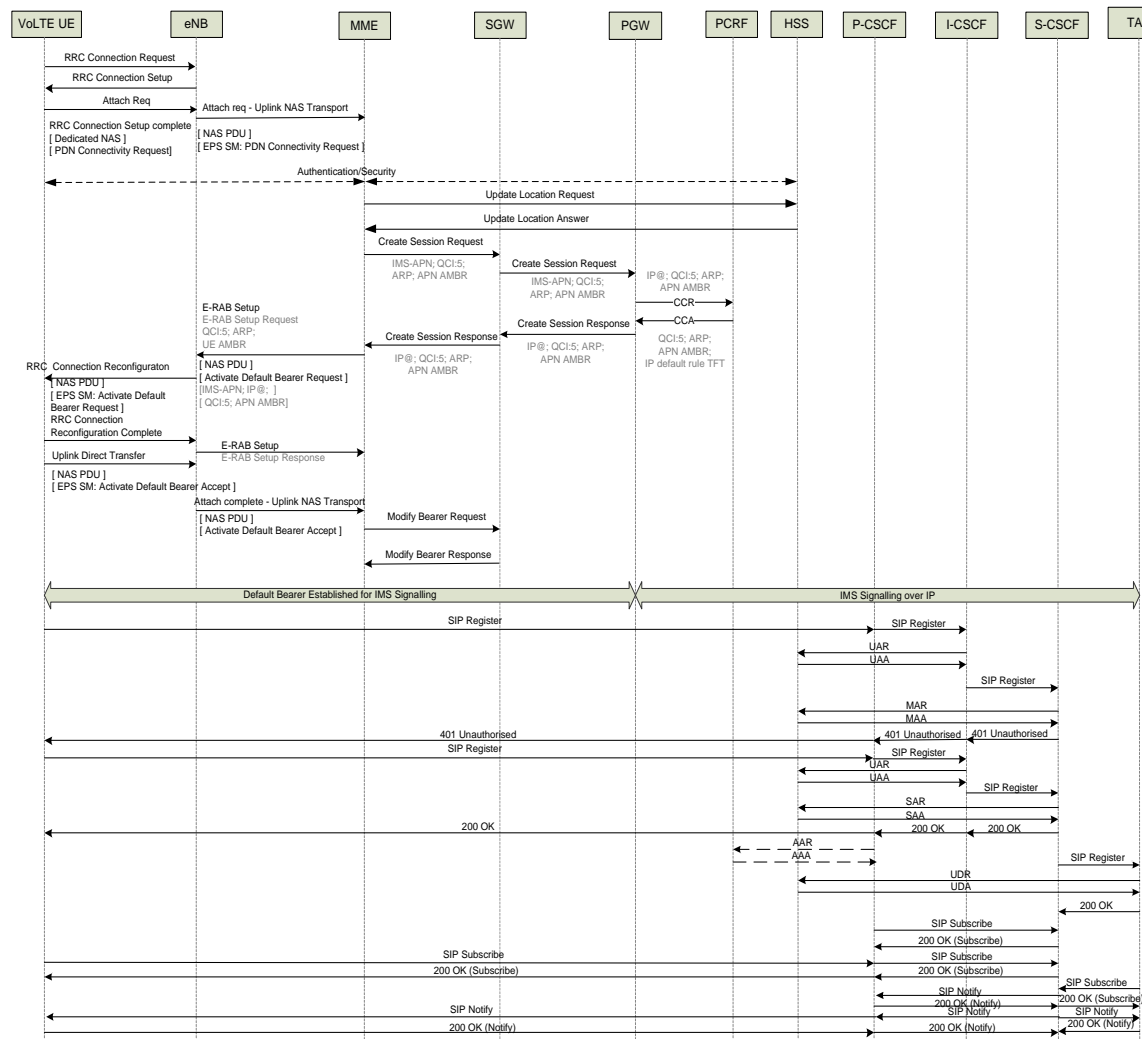 VoLTE UE
eNB
MME
SGW
PGW
PCRF
HSS
P-CSCF
I-CSCF
S-CSCF
TA
RRC Connection Request
RRC Connection Setup
Attach Req
Attach req - Uplink NAS Transport
RRC Connection Setup complete
[ Dedicated NAS ]
[ PDN Connectivity Request]
[ NAS PDU ]
[ EPS SM: PDN Connectivity Request ]
Authentication/Security
Update Location Request
Update Location Answer
Create Session Request
IMS-APN; QCI:5;
ARP; APN AMBR
Create Session Request
IMS-APN; QCI:5;
ARP; APN AMBR
IP@; QCI:5; ARP;
APN AMBR
CCR
CCA
QCI:5; ARP;
APN AMBR;
IP default rule TFT
Create Session Response
IP@; QCI:5; ARP;
APN AMBR
Create Session Response
IP@; QCI:5; ARP;
APN AMBR
E-RAB Setup
E-RAB Setup Request
QCI:5; ARP;
UE AMBR
[ NAS PDU ]
[ Activate Default Bearer Request ]
[IMS-APN; IP@; ]
[ QCI:5; APN AMBR]
RRC Connection Reconfiguraton
[ NAS PDU ]
[ EPS SM: Activate Default
Bearer Request ]
RRC Connection
Reconfiguration Complete
E-RAB Setup
E-RAB Setup Response
Uplink Direct Transfer
[ NAS PDU ]
[ EPS SM: Activate Default Bearer Accept ]
Attach complete - Uplink NAS Transport
[ NAS PDU ]
[ Activate Default Bearer Accept ]
Modify Bearer Request
Modify Bearer Response
Default Bearer Established for IMS Signalling
IMS Signalling over IP
SIP Register
SIP Register
UAR
UAA
SIP Register
MAR
MAA
401 Unauthorised
401 Unauthorised
401 Unauthorised
SIP Register
SIP Register
UAR
UAA
SIP Register
SAR
SAA
200 OK
200 OK
200 OK
AAR
AAA
SIP Register
UDR
UDA
200 OK
SIP Subscribe
200 OK (Subscribe)
SIP Subscribe
SIP Subscribe
200 OK (Subscribe)
200 OK (Subscribe)
SIP Subscribe
SIP Notify
200 OK (Notify)
200 OK (Subscribe)
SIP Notify
SIP Notify
SIP Notify
200 OK (Notify)
200 OK (Notify)
200 OK (Notify)